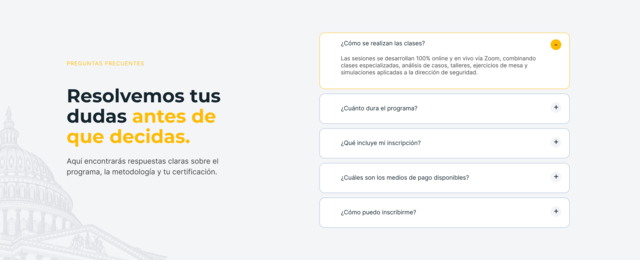 PREGUNTAS FRECUENTES
Resolvemos tus
dudas antes de
que decidas.
Aquí encontrarás respuestas claras sobre el
programa, la metodología y tu certificación.
¿Cómo se realizan las clases?
Las sesiones se desarrollan 100% online y en vivo vía Zoom, combinando
clases especializadas, análisis de casos, talleres, ejercicios de mesa y
simulaciones aplicadas a la dirección de seguridad.
¿Cuánto dura el programa?
¿Qué incluye mi inscripción?
¿Cuáles son los medios de pago disponibles?
¿Cómo puedo inscribirme?